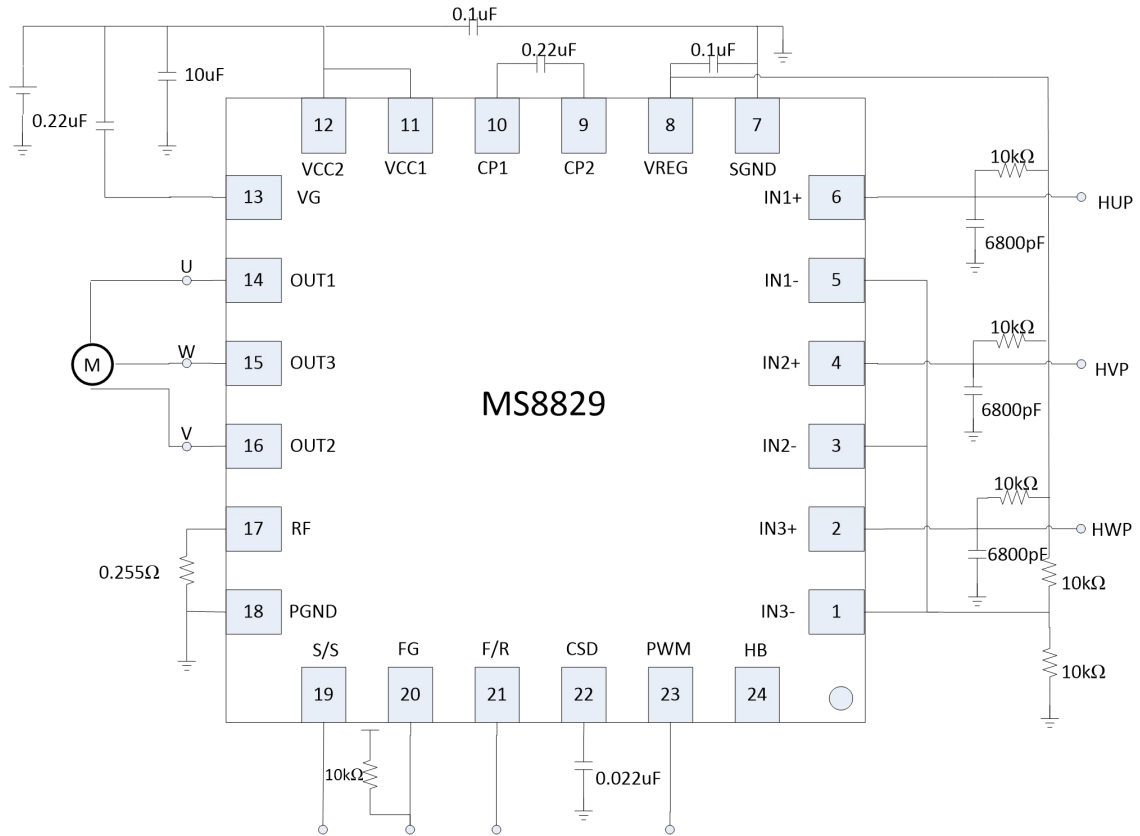 0.1uF
0.22uF
0.1uF
10uF
0.22uF
12
11
10
9
8
7
VCC2
VCC1
CP1
CP2
VREG
SGND
10kΩ
13
VG
IN1+
6
HUP
6800pF
U
14
OUT1
IN1-
5
10kΩ
M
W
15
OUT3
IN2+
4
HVP
MS8829
6800pF
V
16
OUT2
IN2-
3
10kΩ
17
RF
IN3+
2
HWP
6800pF
0.255Ω
10kΩ
18
PGND
IN3-
1
S/S
FG
F/R
CSD
PWM
HB
10kΩ
19
20
21
22
23
24
10kΩ
0.022uF